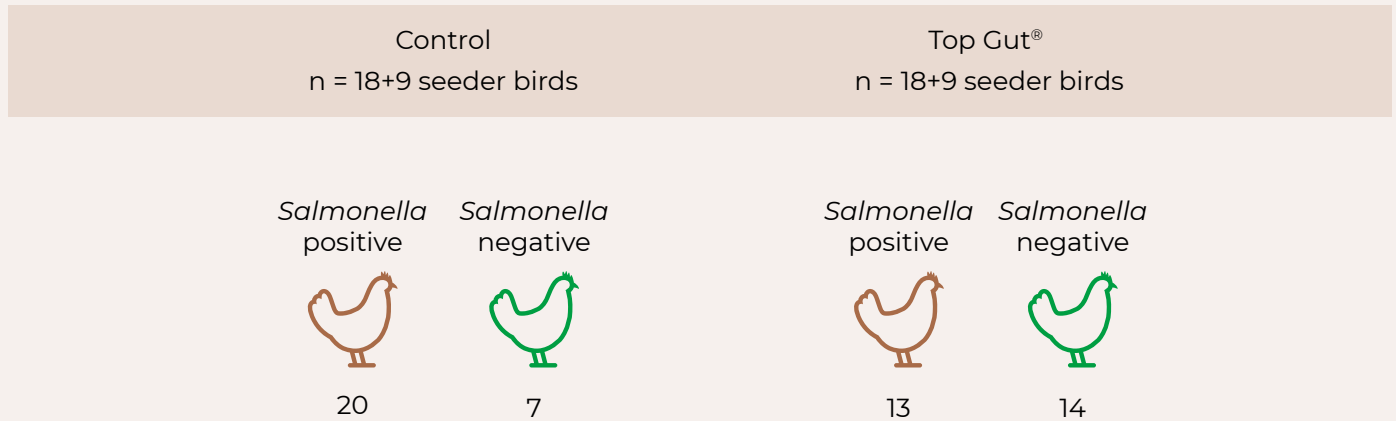 Control
n = 18+9 seeder birds
Top Gut®
n = 18+9 seeder birds
Salmonella positive
Salmonella negative
Salmonella positive
Salmonella negative
20
7
13
14